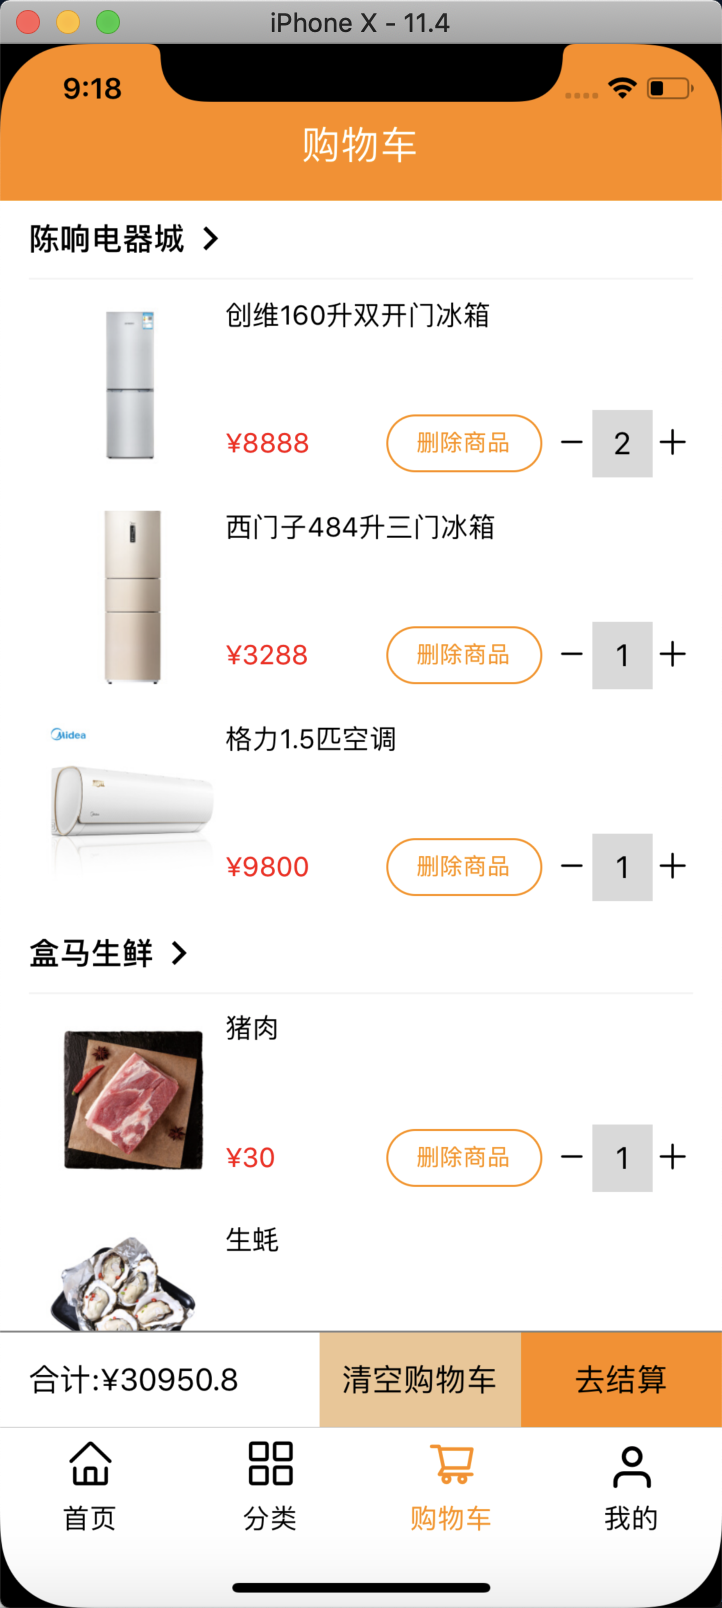 iPhone X - 11.4
9:18
购物车
陈响电器城
创维160升双开门冰箱
¥8888 删除商品 2
西门子484升三门冰箱
¥3288 删除商品 1
Midea
格力1.5匹空调
¥9800 删除商品 1
盒马生鲜
猪肉
¥30 删除商品 1
生蚝
合计:¥30950.8 清空购物车 去结算
首页 分类 购物车 我的